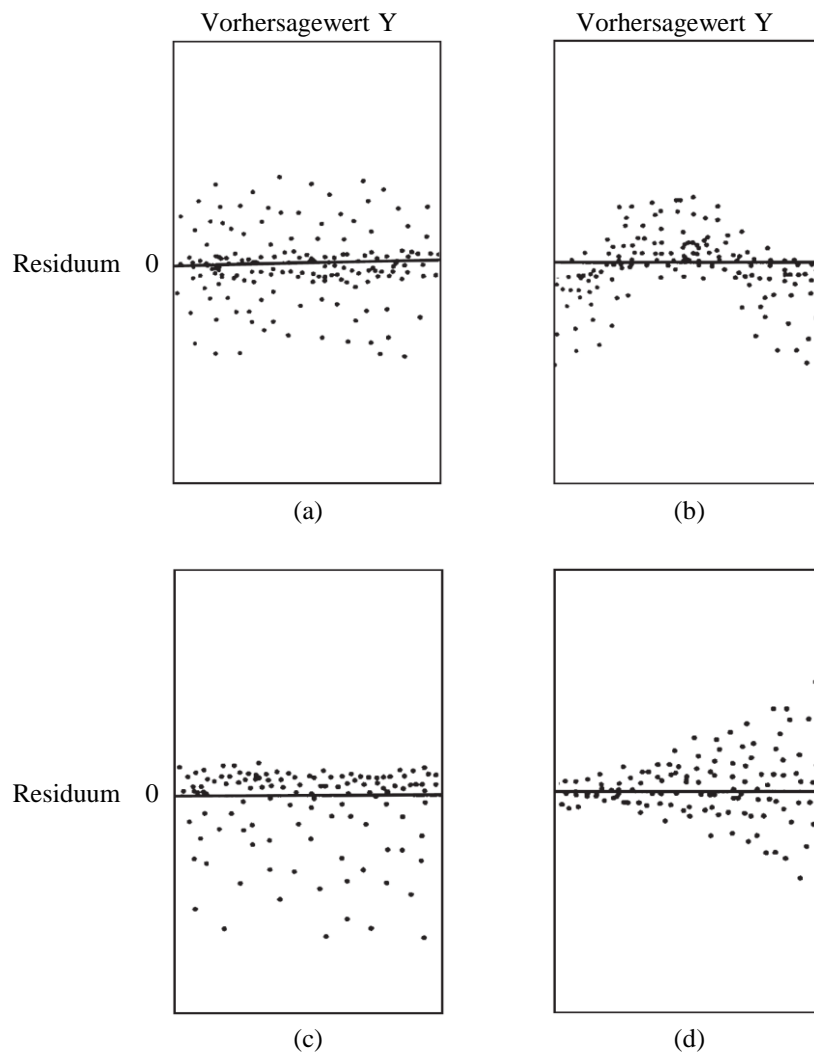 Vorhersagewert Y Vorhersagewert Y
Residuum 0
(a) (b)
Residuum 0
(c) (d)